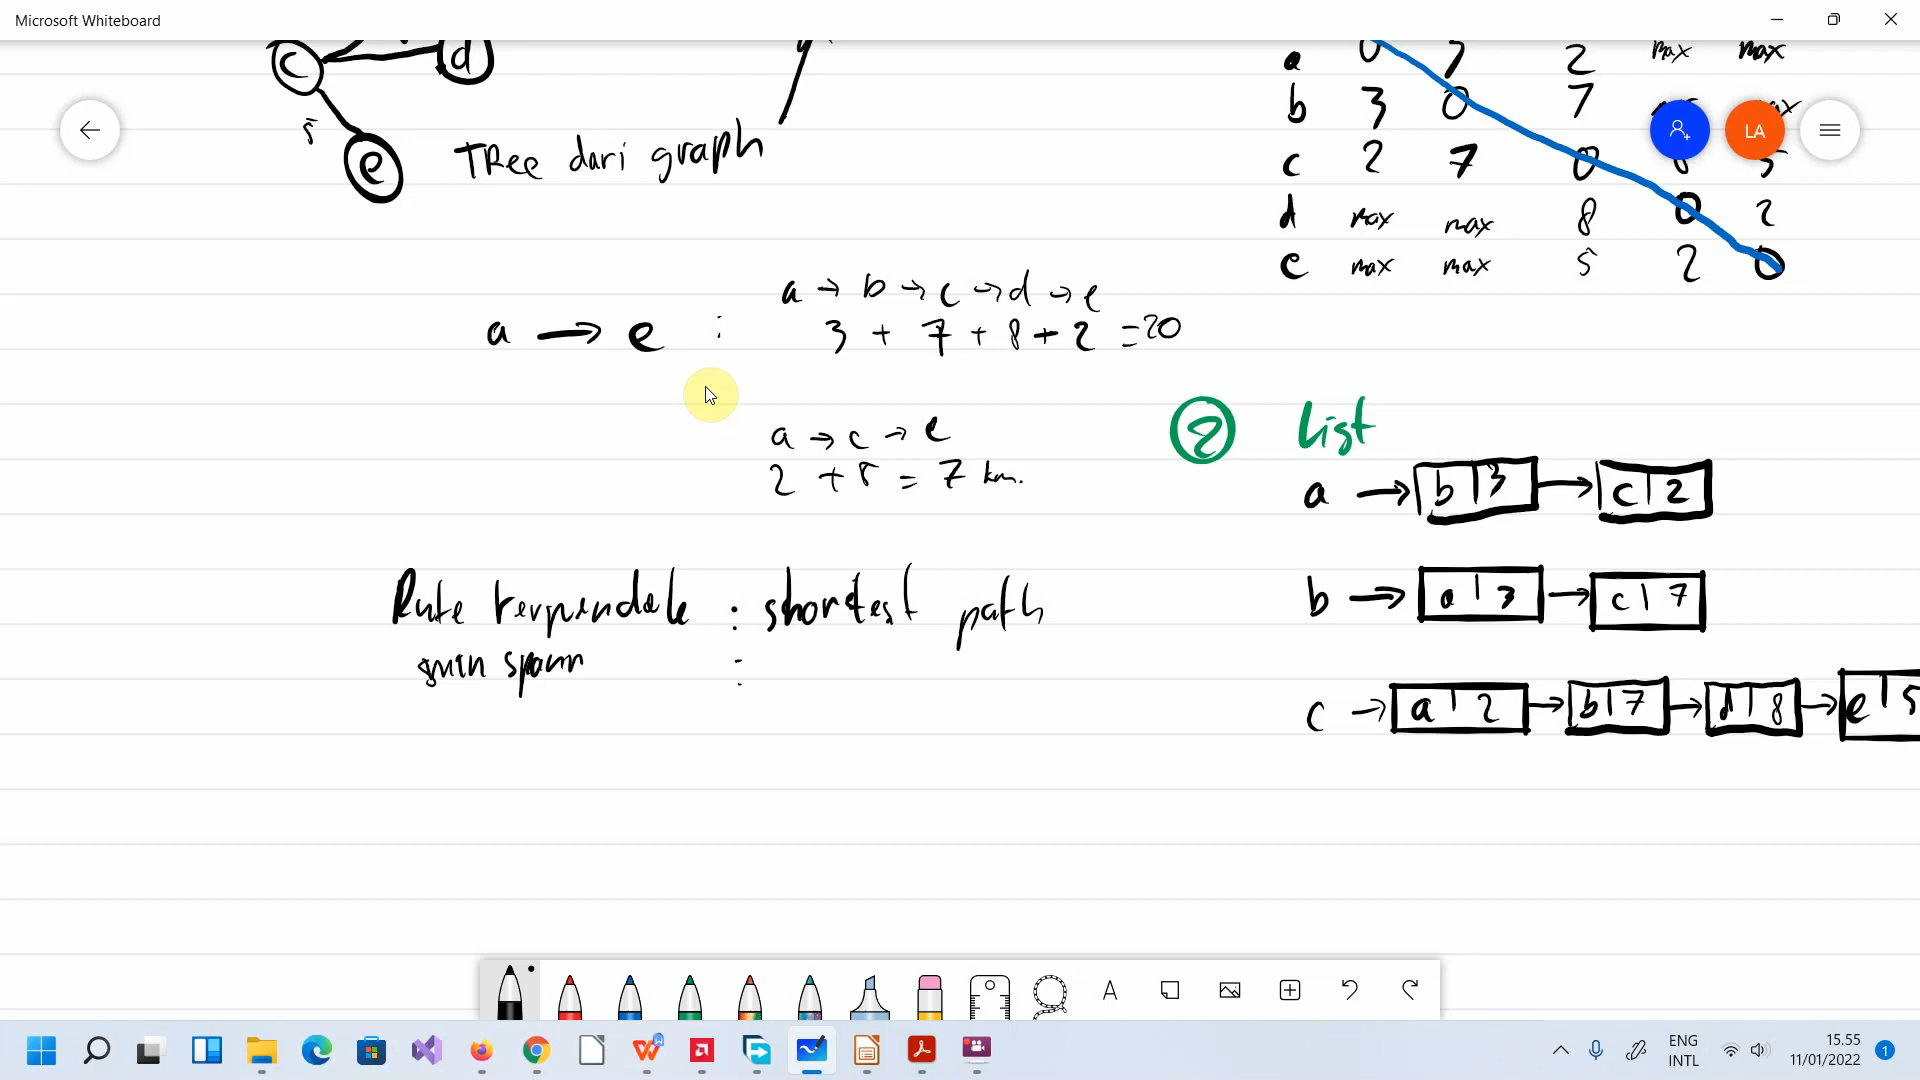 Microsoft Whiteboard
c d
5
e
Tree dari graph
a 0 3 2 max max
b 3 0 7
LA
c 2 7 0 8 5
d max max 8 0 2
e max max 5 2 0
a → b → c → d → e
a → e : 3 + 7 + 8 + 2 = 20
a → c → e
2 + 5 = 7 km.
2 List
a → b | 3 → c | 2
b → a | 3 → c | 7
c → a | 2 → b | 7 → d | 8 → e | 5
Rute terpendek : shortest path
min spann :
A
ENG
INTL
15.55
11/01/2022
1